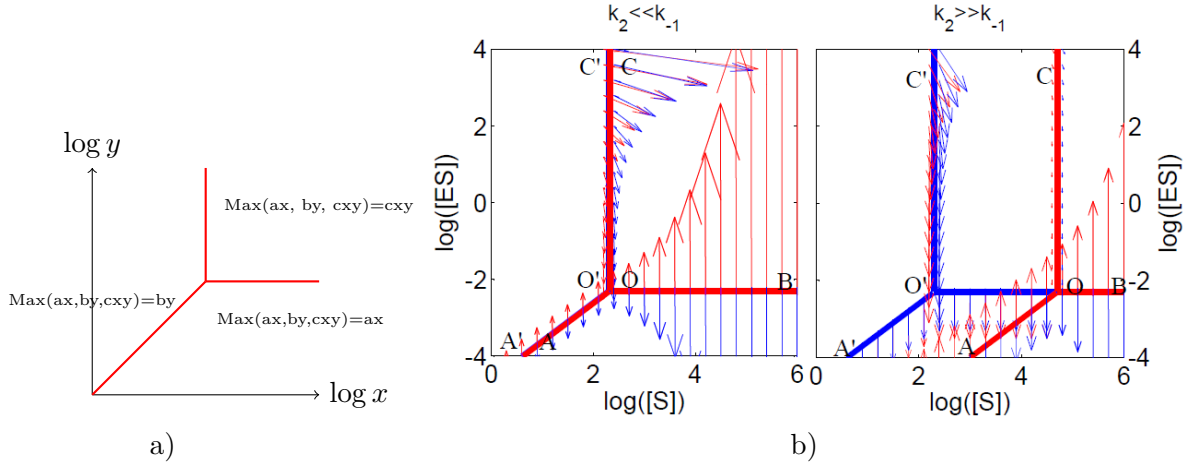 log y
Max(ax, by, cxy)=cxy
Max(ax,by,cxy)=by
Max(ax,by,cxy)=ax
log x
a)
k2<<k-1
4
2
0
-2
-4
log([ES])
C'
C
O'
O
B
A'
A
0
2
4
6
log([S])
k2>>k-1
4
2
0
-2
-4
log([ES])
C'
C
O'
O
B
A'
A
0
2
4
6
log([S])
b)